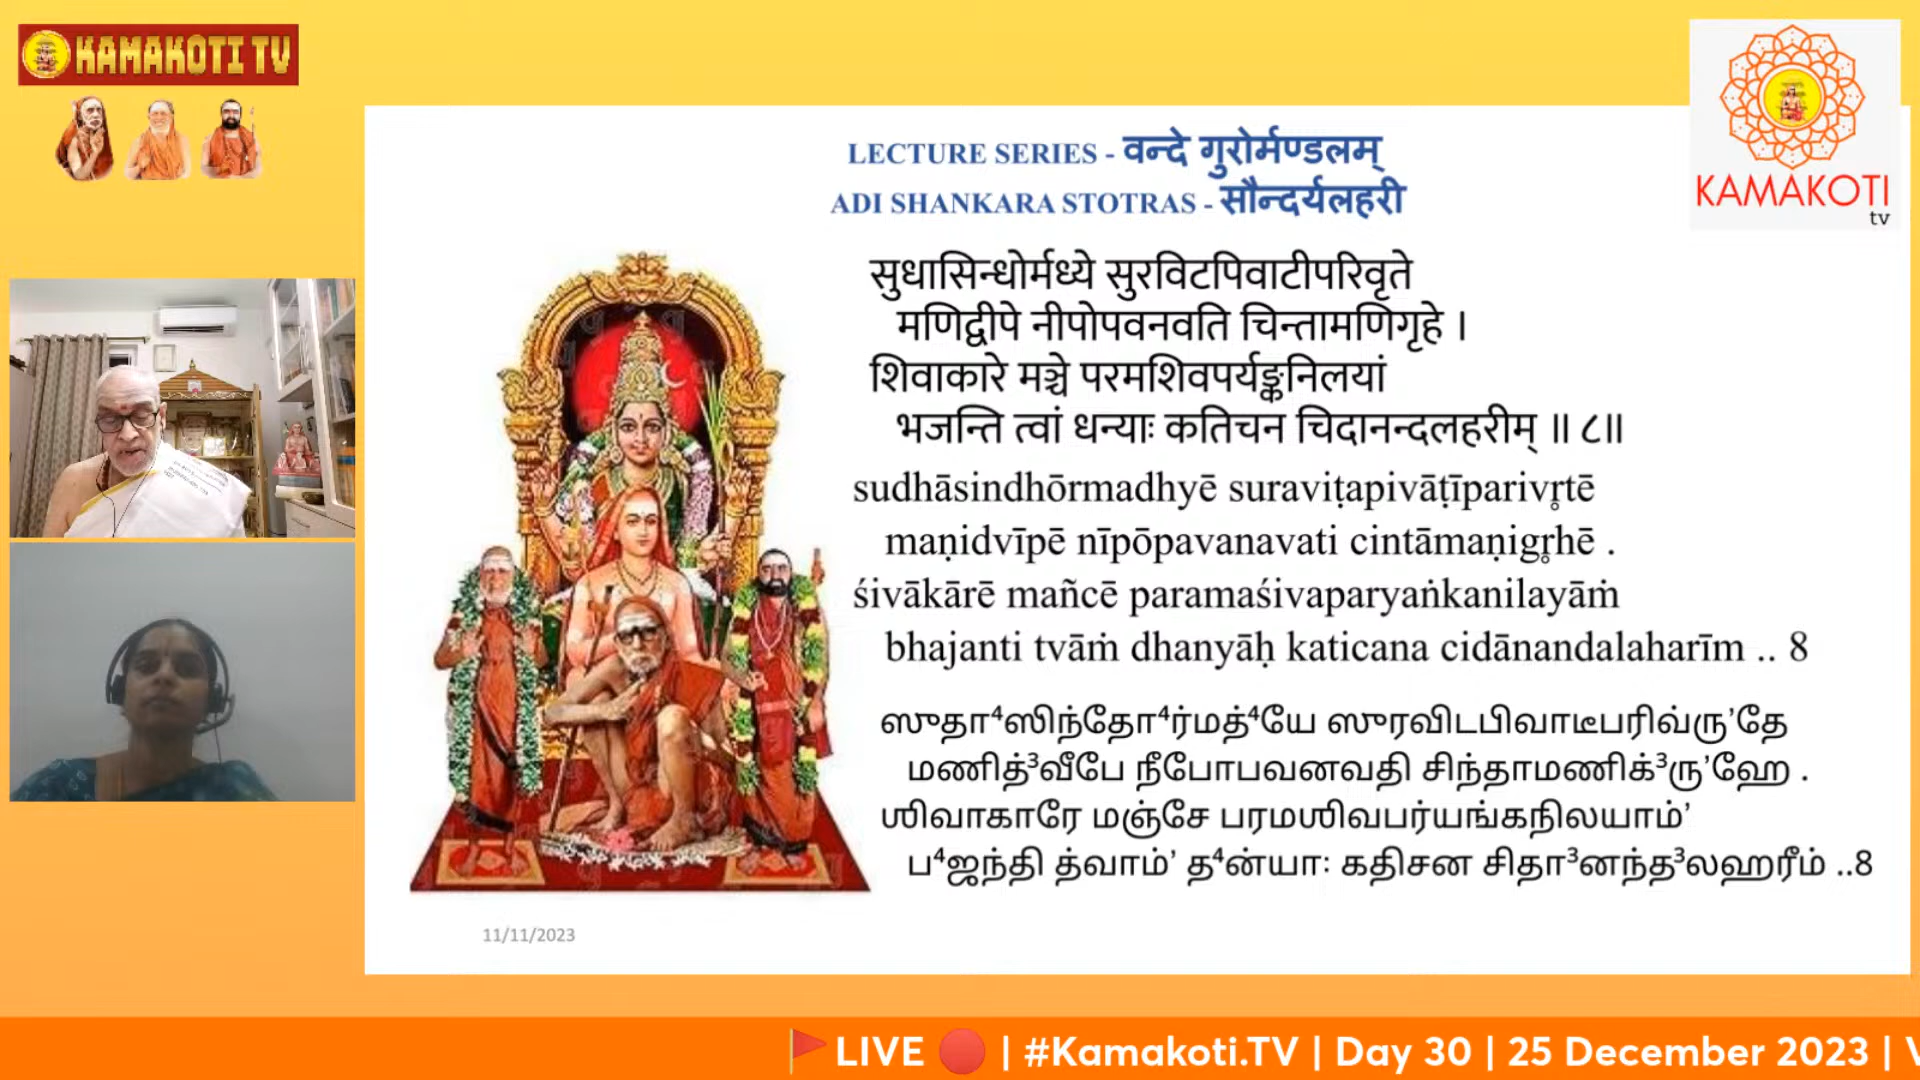 KAMAKOTI TV
KAMAKOTI
tv
LECTURE SERIES - वन्दे गुरोर्मण्डलम्
ADI SHANKARA STOTRAS - सौन्दर्यलहरी
सुधासिन्धोर्मध्ये सुरविटपिवाटीपरिवृते
मणिद्वीपे नीपोपवनवति चिन्तामणिगृहे ।
शिवाकारे मञ्चे परमशिवपर्यङ्कनिलयां
भजन्ति त्वां धन्याः कतिचन चिदानन्दलहरीम् ॥ ८॥
sudhāsindhōrmadhyē suraviṭapivāṭīparivr̥tē
maṇidvīpē nīpōpavanavati cintāmaṇigr̥hē .
śivākārē mañcē paramaśivaparyaṅkanilayāṁ
bhajanti tvāṁ dhanyāḥ katicana cidānandalaharīm .. 8
ஸுதா⁴ஸிந்தோ⁴ர்மத்⁴யே ஸுரவிடபிவாடீபரிவ்ரு’தே
மணித்³வீபே நீபோபவனவதி சிந்தாமணிக்³ரு’ஹே .
ஶிவாகாரே மஞ்சே பரமஶிவபர்யங்கநிலயாம்’
ப⁴ஜந்தி த்வாம்’ த⁴ன்யா꞉ கதிசன சிதா³னந்த³லஹரீம் ..8
11/11/2023
LIVE | #Kamakoti.TV | Day 30 | 25 December 2023 | V